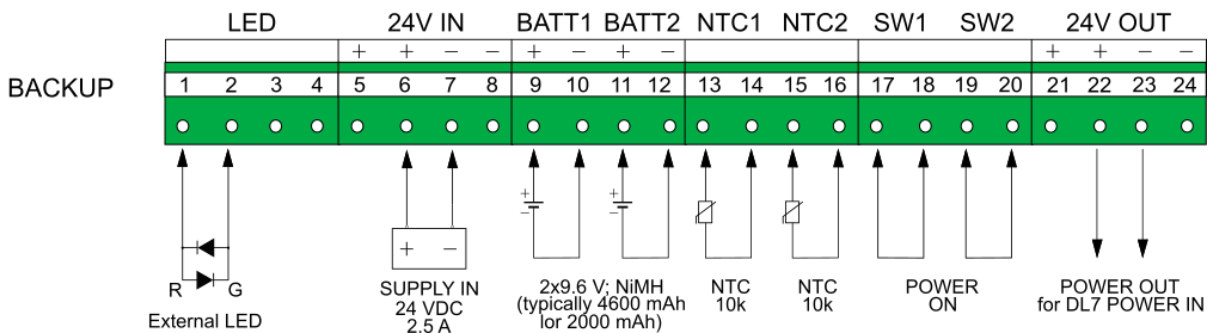 LED 24V IN BATT1 BATT2 NTC1 NTC2 SW1 SW2 24V OUT
+ + − − + − + − + + − −
BACKUP 1 2 3 4 5 6 7 8 9 10 11 12 13 14 15 16 17 18 19 20 21 22 23 24
+ − + −
+ −
R G
External LED
SUPPLY IN
24 VDC
2.5 A
2x9.6 V; NiMH
(typically 4600 mAh
lor 2000 mAh)
NTC
10k
NTC
10k
POWER
ON
POWER OUT
for DL7 POWER IN